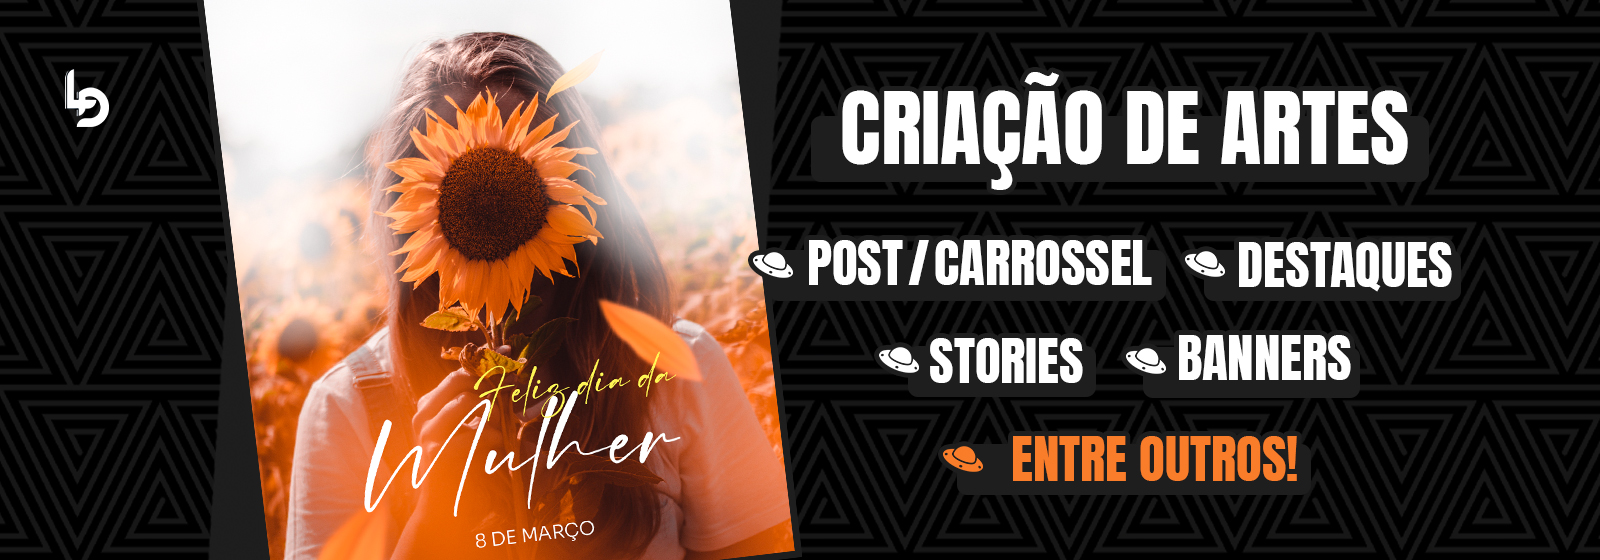 Feliz dia da
Mulher
8 DE MARÇO
CRIAÇÃO DE ARTES
POST / CARROSSEL
DESTAQUES
STORIES
BANNERS
ENTRE OUTROS!